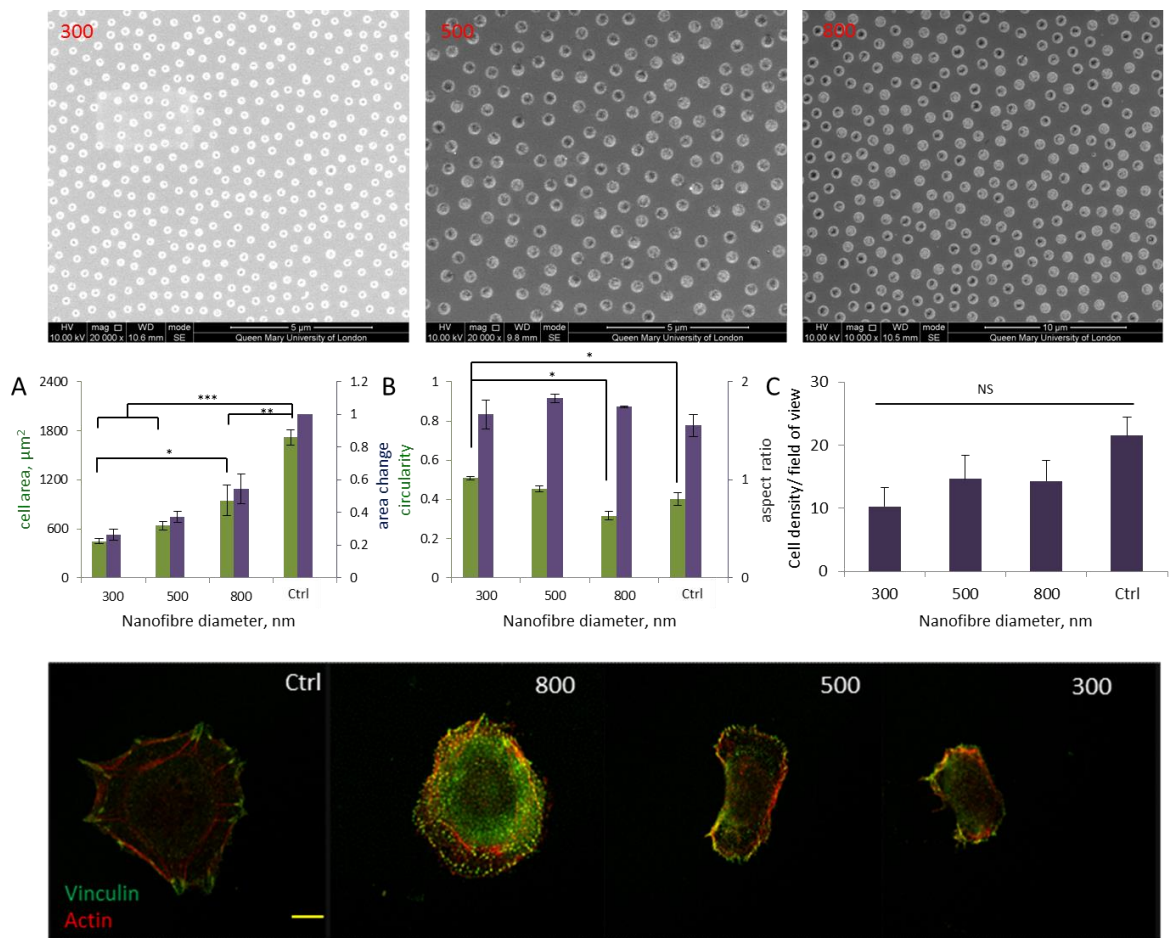 300
500
800
HV mag □ WD mode 5 µm
10.00 kV 20 000 x 10.6 mm SE Queen Mary University of London
HV mag □ WD mode 5 µm
10.00 kV 20 000 x 9.8 mm SE Queen Mary University of London
HV mag □ WD mode 10 µm
10.00 kV 10 000 x 10.5 mm SE Queen Mary University of London
A
cell area, µm²
2400
1800
1200
600
0
***
**
*
1.2
1
0.8
0.6
0.4
0.2
0
area change
300 500 800 Ctrl
Nanofibre diameter, nm
B
circularity
1
0.8
0.6
0.4
0.2
0
*
*
2
1
0
aspect ratio
300 500 800 Ctrl
Nanofibre diameter, nm
C
Cell density/ field of view
30
20
10
0
NS
300 500 800 Ctrl
Nanofibre diameter, nm
Ctrl
800
500
300
Vinculin
Actin